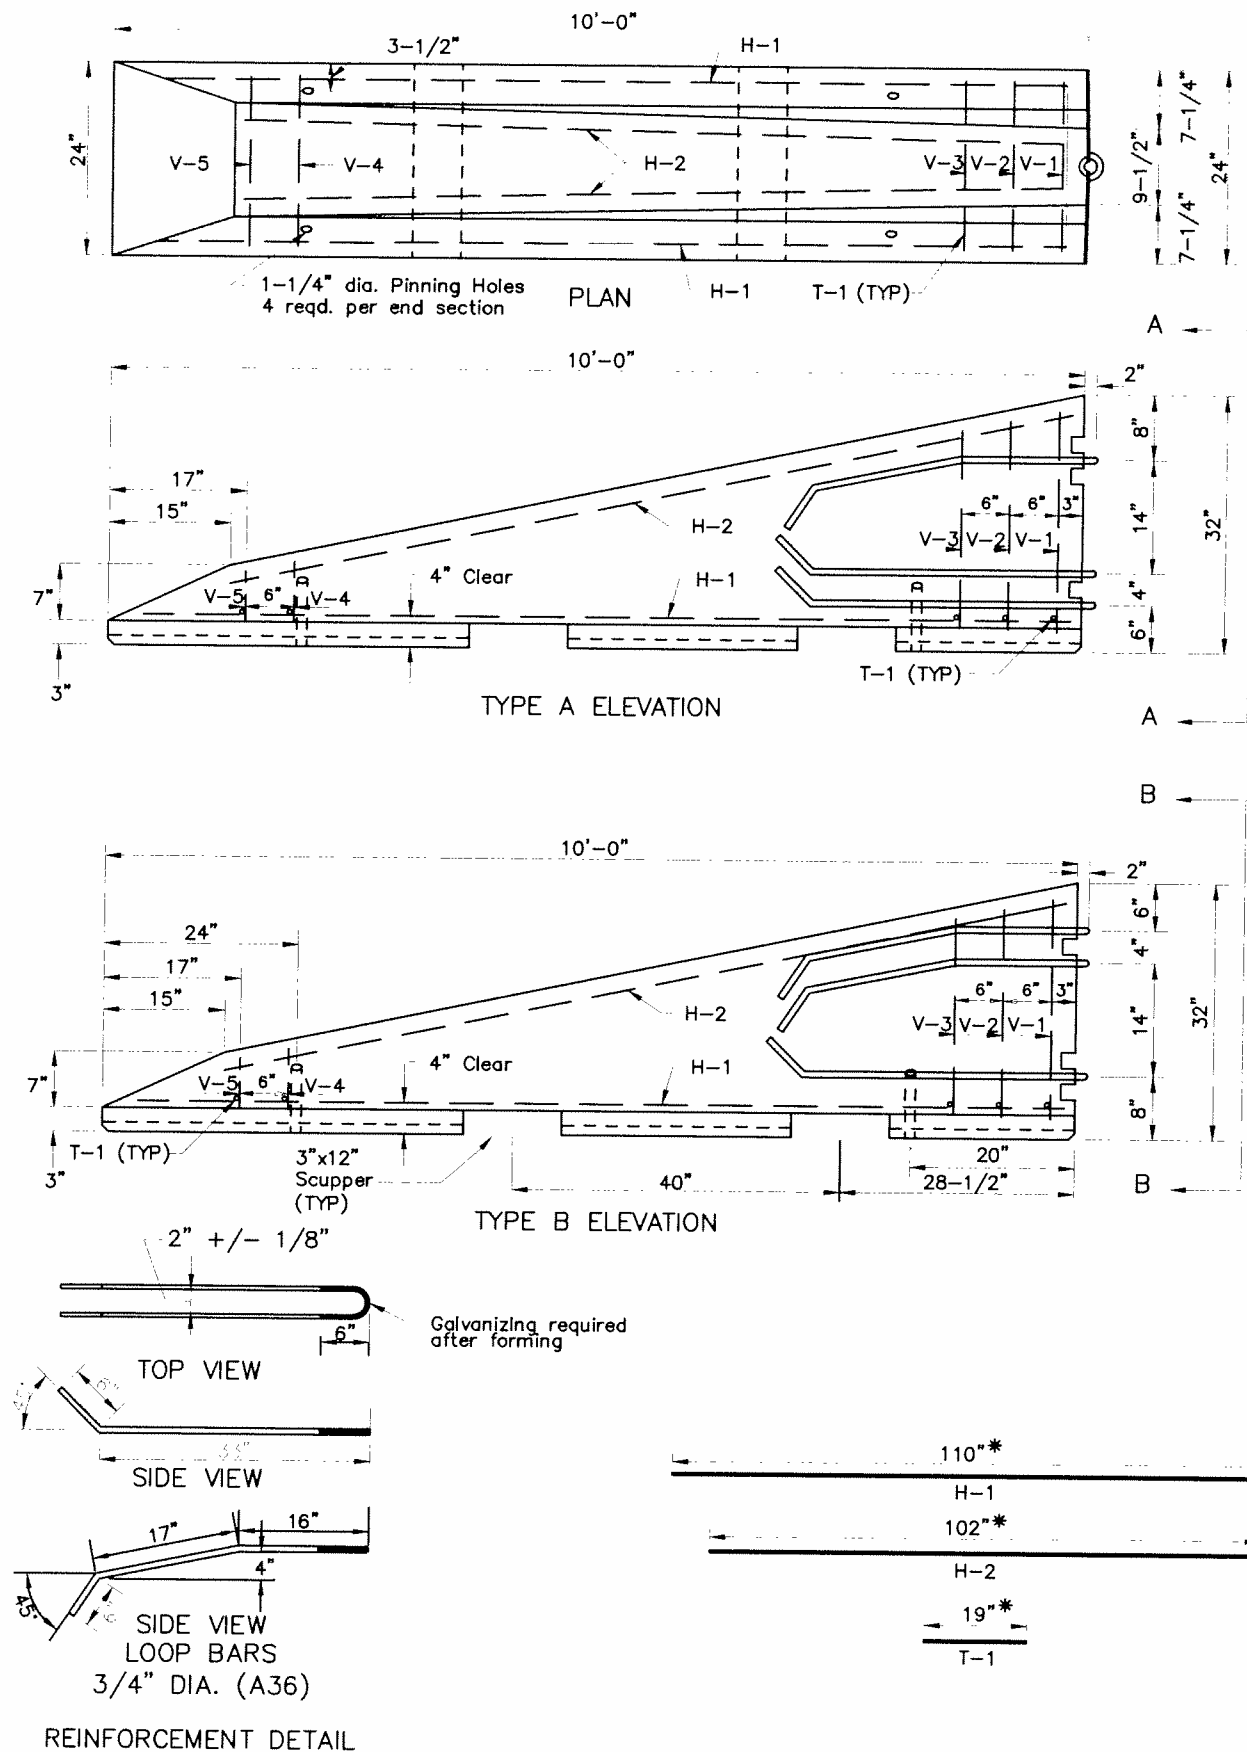 10'-0"
3-1/2"
H-1
24"
V-5
V-4
H-2
V-3
V-2
V-1
7-1/4"
9-1/2"
7-1/4"
24"
1-1/4" dia. Pinning Holes
4 reqd. per end section
PLAN
H-1
T-1 (TYP)
A
10'-0"
2"
17"
15"
8"
14"
4"
6"
32"
6"
6"
3"
H-2
V-3
V-2
V-1
4" Clear
H-1
7"
V-5
6"
V-4
3"
T-1 (TYP)
TYPE A ELEVATION
A
B
10'-0"
2"
24"
17"
15"
6"
4"
14"
8"
32"
6"
6"
3"
H-2
V-3
V-2
V-1
4" Clear
H-1
7"
V-5
6"
V-4
T-1 (TYP)
3"
3"x12"
Scupper
(TYP)
40"
20"
28-1/2"
B
TYPE B ELEVATION
2" +/- 1/8"
6"
Galvanizing required
after forming
TOP VIEW
45°
6"
SIDE VIEW
17"
16"
4"
45°
SIDE VIEW
LOOP BARS
3/4" DIA. (A36)
REINFORCEMENT DETAIL
110"*
H-1
102"*
H-2
19"*
T-1